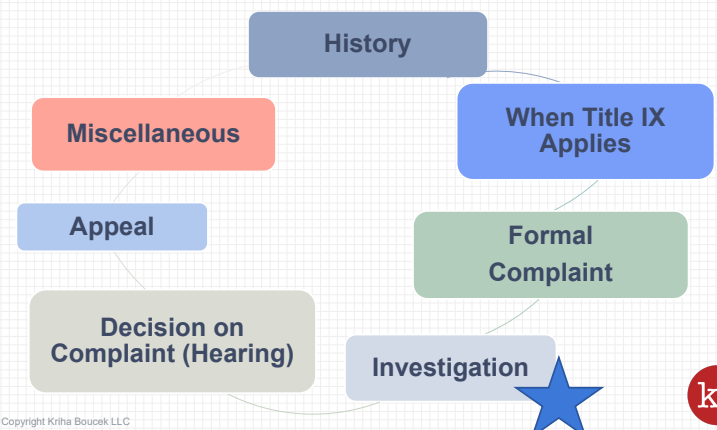 History
When Title IX
Applies
Formal
Complaint
Investigation
Decision on
Complaint (Hearing)
Appeal
Miscellaneous
Copyright Kriha Boucek LLC
k